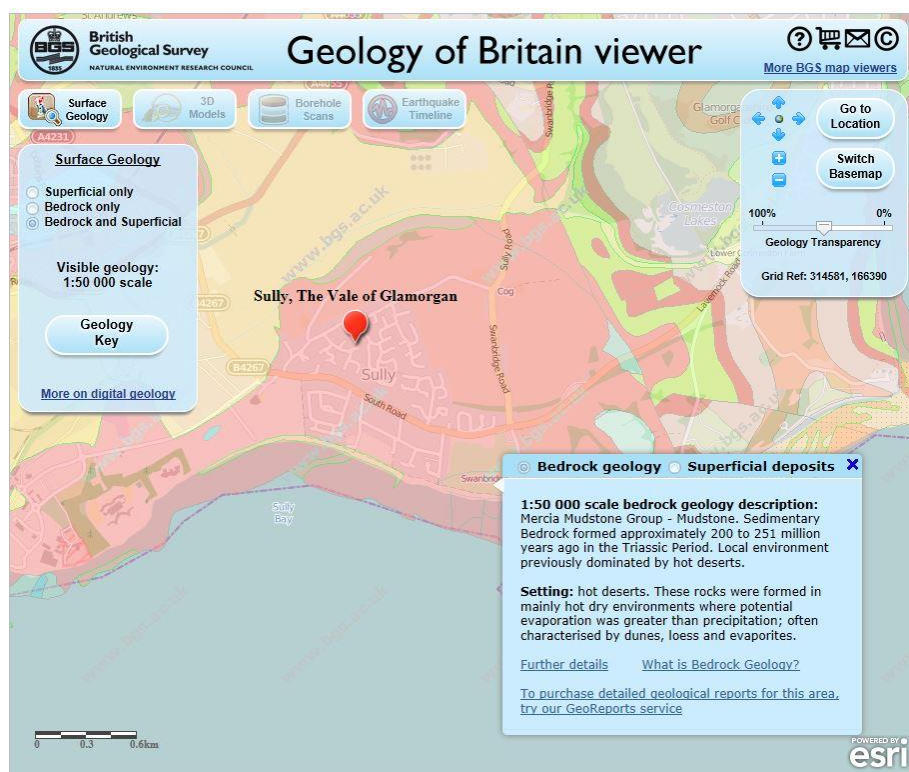 St. Andrews
A4055
British
Geological Survey
NATURAL ENVIRONMENT RESEARCH COUNCIL
BGS
1835
Geology of Britain viewer
More BGS map viewers
Surface
Geology
3D
Models
Borehole
Scans
Earthquake
Timeline
A4055
A4231
Surface Geology
Superficial only
Bedrock only
Bedrock and Superficial
Visible geology:
1:50 000 scale
Geology
Key
More on digital geology
Go to
Location
Switch
Basemap
100%
0%
Geology Transparency
Grid Ref: 314581, 166390
Cosmeston
Lakes
Lavernock Road
Swanbridge R
Sully Road
Sully, The Vale of Glamorgan
Cog
4267
B4267
Sully
South Road
Swanbridge Road
Swanbrid
Sully
Bay
www.bgs.ac.uk
Bedrock geology
Superficial deposits
1:50 000 scale bedrock geology description:
Mercia Mudstone Group - Mudstone. Sedimentary
Bedrock formed approximately 200 to 251 million
years ago in the Triassic Period. Local environment
previously dominated by hot deserts.
Setting: hot deserts. These rocks were formed in
mainly hot dry environments where potential
evaporation was greater than precipitation; often
characterised by dunes, loess and evaporites.
Further details
What is Bedrock Geology?
To purchase detailed geological reports for this area,
try our GeoReports service
0
0.3
0.6km
POWERED BY
esri